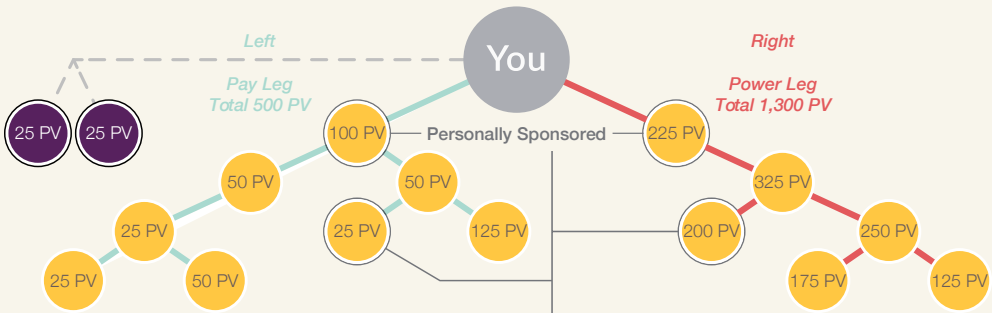 Left
You
Right
Pay Leg
Total 500 PV
Power Leg
Total 1,300 PV
25 PV
25 PV
100 PV
Personally Sponsored
225 PV
50 PV
50 PV
325 PV
25 PV
25 PV
125 PV
200 PV
250 PV
25 PV
50 PV
175 PV
125 PV